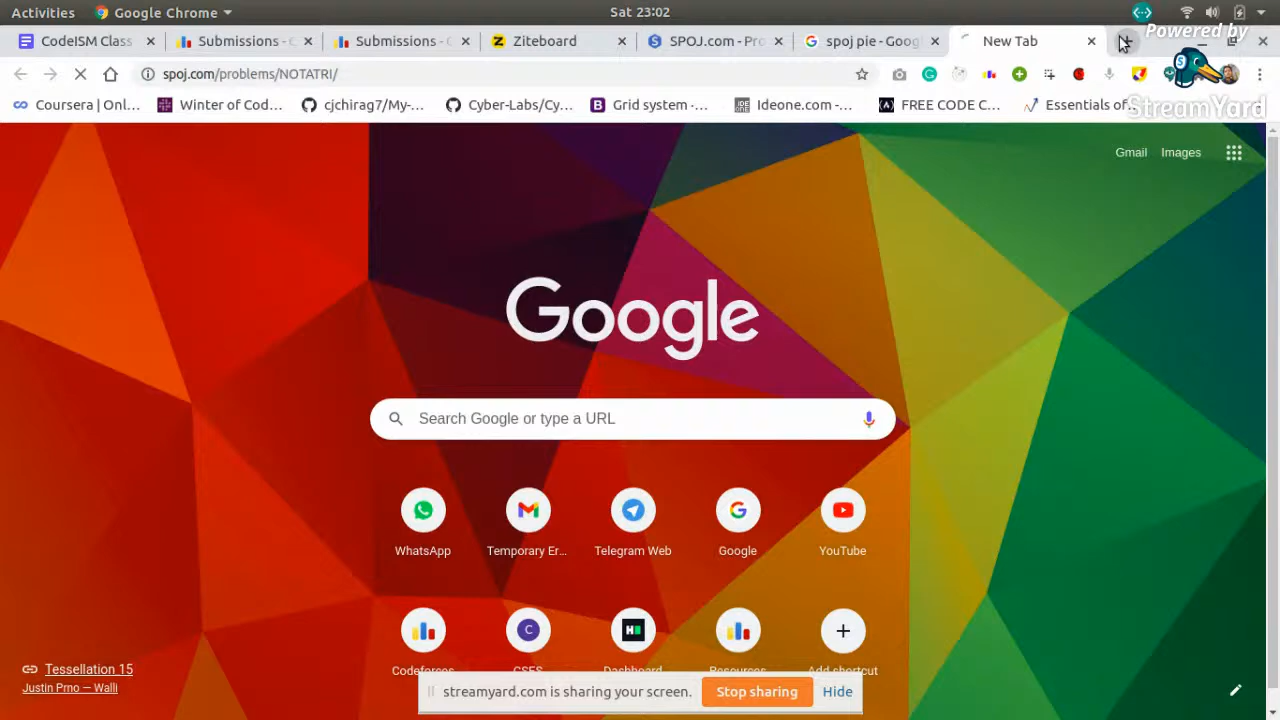 Activities Google Chrome Sat 23:02
Powered by
CodeISM Class Submissions - C Submissions - C Ziteboard SPOJ.com - Pro spoj pie - Goog New Tab
spoj.com/problems/NOTATRI/
StreamYard
Coursera | Onl... Winter of Cod... cjchirag7/My-... Cyber-Labs/Cy... Grid system -... Ideone.com -... FREE CODE C... Essentials of
Gmail Images
Google
Search Google or type a URL
WhatsApp Temporary Er... Telegram Web Google YouTube
Codeforces CSES Dashboard Resources Add shortcut
Tessellation 15
Justin Prno — Walli
streamyard.com is sharing your screen. Stop sharing Hide